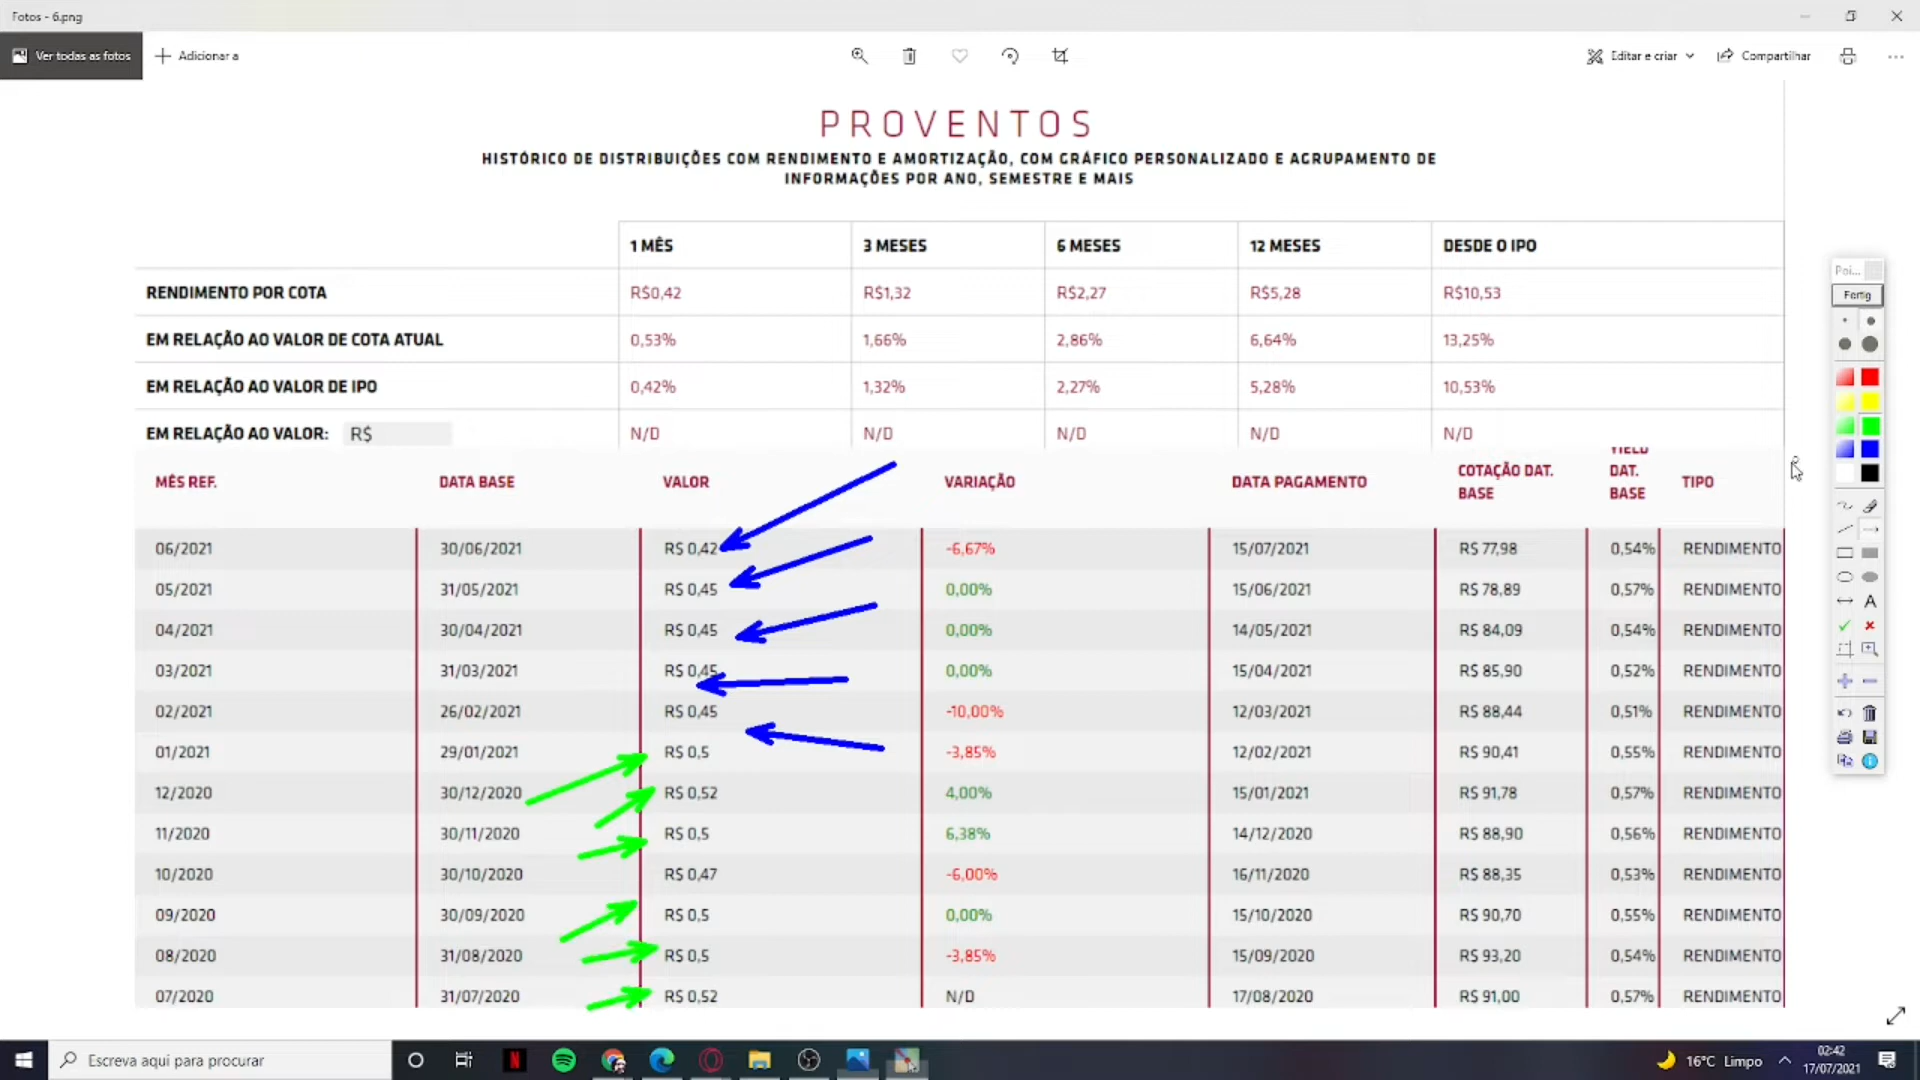 Fotos - 6.png
Ver todas as fotos
Adicionar a
Editar e criar
Compartilhar
PROVENTOS
HISTÓRICO DE DISTRIBUIÇÕES COM RENDIMENTO E AMORTIZAÇÃO, COM GRÁFICO PERSONALIZADO E AGRUPAMENTO DE
INFORMAÇÕES POR ANO, SEMESTRE E MAIS
1 MÊS 3 MESES 6 MESES 12 MESES DESDE O IPO
RENDIMENTO POR COTA R$0,42 R$1,32 R$2,27 R$5,28 R$10,53
EM RELAÇÃO AO VALOR DE COTA ATUAL 0,53% 1,66% 2,86% 6,64% 13,25%
EM RELAÇÃO AO VALOR DE IPO 0,42% 1,32% 2,27% 5,28% 10,53%
EM RELAÇÃO AO VALOR: R$ N/D N/D N/D N/D N/D
MÊS REF. DATA BASE VALOR VARIAÇÃO DATA PAGAMENTO COTAÇÃO DAT. BASE YIELD DAT. BASE TIPO
06/2021 30/06/2021 R$ 0,42 -6,67% 15/07/2021 R$ 77,98 0,54% RENDIMENTO
05/2021 31/05/2021 R$ 0,45 0,00% 15/06/2021 R$ 78,89 0,57% RENDIMENTO
04/2021 30/04/2021 R$ 0,45 0,00% 14/05/2021 R$ 84,09 0,54% RENDIMENTO
03/2021 31/03/2021 R$ 0,45 0,00% 15/04/2021 R$ 85,90 0,52% RENDIMENTO
02/2021 26/02/2021 R$ 0,45 -10,00% 12/03/2021 R$ 88,44 0,51% RENDIMENTO
01/2021 29/01/2021 R$ 0,5 -3,85% 12/02/2021 R$ 90,41 0,55% RENDIMENTO
12/2020 30/12/2020 R$ 0,52 4,00% 15/01/2021 R$ 91,78 0,57% RENDIMENTO
11/2020 30/11/2020 R$ 0,5 6,38% 14/12/2020 R$ 88,90 0,56% RENDIMENTO
10/2020 30/10/2020 R$ 0,47 -6,00% 16/11/2020 R$ 88,35 0,53% RENDIMENTO
09/2020 30/09/2020 R$ 0,5 0,00% 15/10/2020 R$ 90,70 0,55% RENDIMENTO
08/2020 31/08/2020 R$ 0,5 -3,85% 15/09/2020 R$ 93,20 0,54% RENDIMENTO
07/2020 31/07/2020 R$ 0,52 N/D 17/08/2020 R$ 91,00 0,57% RENDIMENTO
Poi...
Fertig
A
Escreva aqui para procurar
16°C Limpo
02:42
17/07/2021